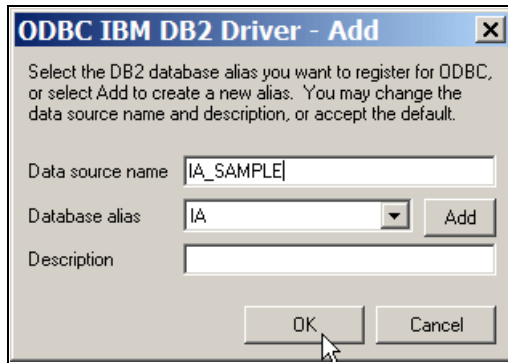 ODBC IBM DB2 Driver - Add
Select the DB2 database alias you want to register for ODBC,
or select Add to create a new alias. You may change the
data source name and description, or accept the default.
Data source name IA_SAMPLE
Database alias IA Add
Description
OK Cancel